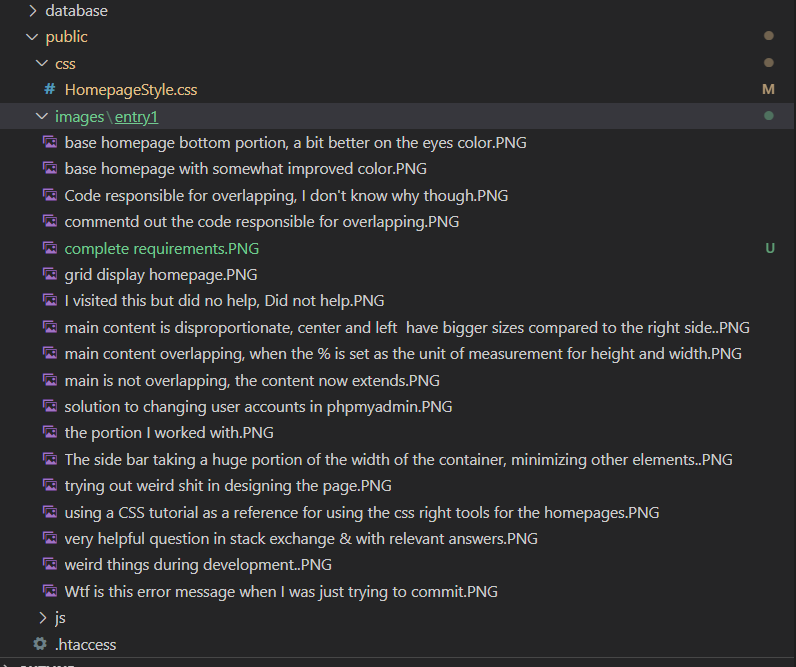 database
public
css
# HomepageStyle.css M
images\entry1
base homepage bottom portion, a bit better on the eyes color.PNG
base homepage with somewhat improved color.PNG
Code responsible for overlapping, I don't know why though.PNG
commentd out the code responsible for overlapping.PNG
complete requirements.PNG U
grid display homepage.PNG
I visited this but did no help, Did not help.PNG
main content is disproportionate, center and left  have bigger sizes compared to the right side..PNG
main content overlapping, when the % is set as the unit of measurement for height and width.PNG
main is not overlapping, the content now extends.PNG
solution to changing user accounts in phpmyadmin.PNG
the portion I worked with.PNG
The side bar taking a huge portion of the width of the container, minimizing other elements..PNG
trying out weird shit in designing the page.PNG
using a CSS tutorial as a reference for using the css right tools for the homepages.PNG
very helpful question in stack exchange & with relevant answers.PNG
weird things during development..PNG
Wtf is this error message when I was just trying to commit.PNG
js
.htaccess